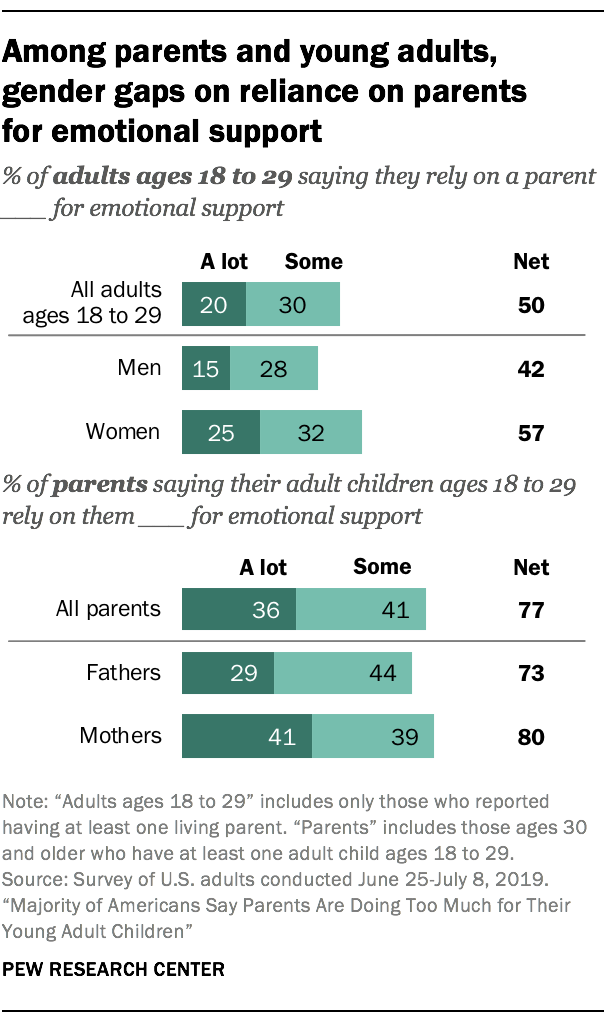 Among parents and young adults,
gender gaps on reliance on parents
for emotional support
% of adults ages 18 to 29 saying they rely on a parent
___ for emotional support
A lot Some Net
All adults
ages 18 to 29 20 30 50
Men 15 28 42
Women 25 32 57
% of parents saying their adult children ages 18 to 29
rely on them ___ for emotional support
A lot Some Net
All parents 36 41 77
Fathers 29 44 73
Mothers 41 39 80
Note: “Adults ages 18 to 29” includes only those who reported
having at least one living parent. “Parents” includes those ages 30
and older who have at least one adult child ages 18 to 29.
Source: Survey of U.S. adults conducted June 25-July 8, 2019.
“Majority of Americans Say Parents Are Doing Too Much for Their
Young Adult Children”
PEW RESEARCH CENTER